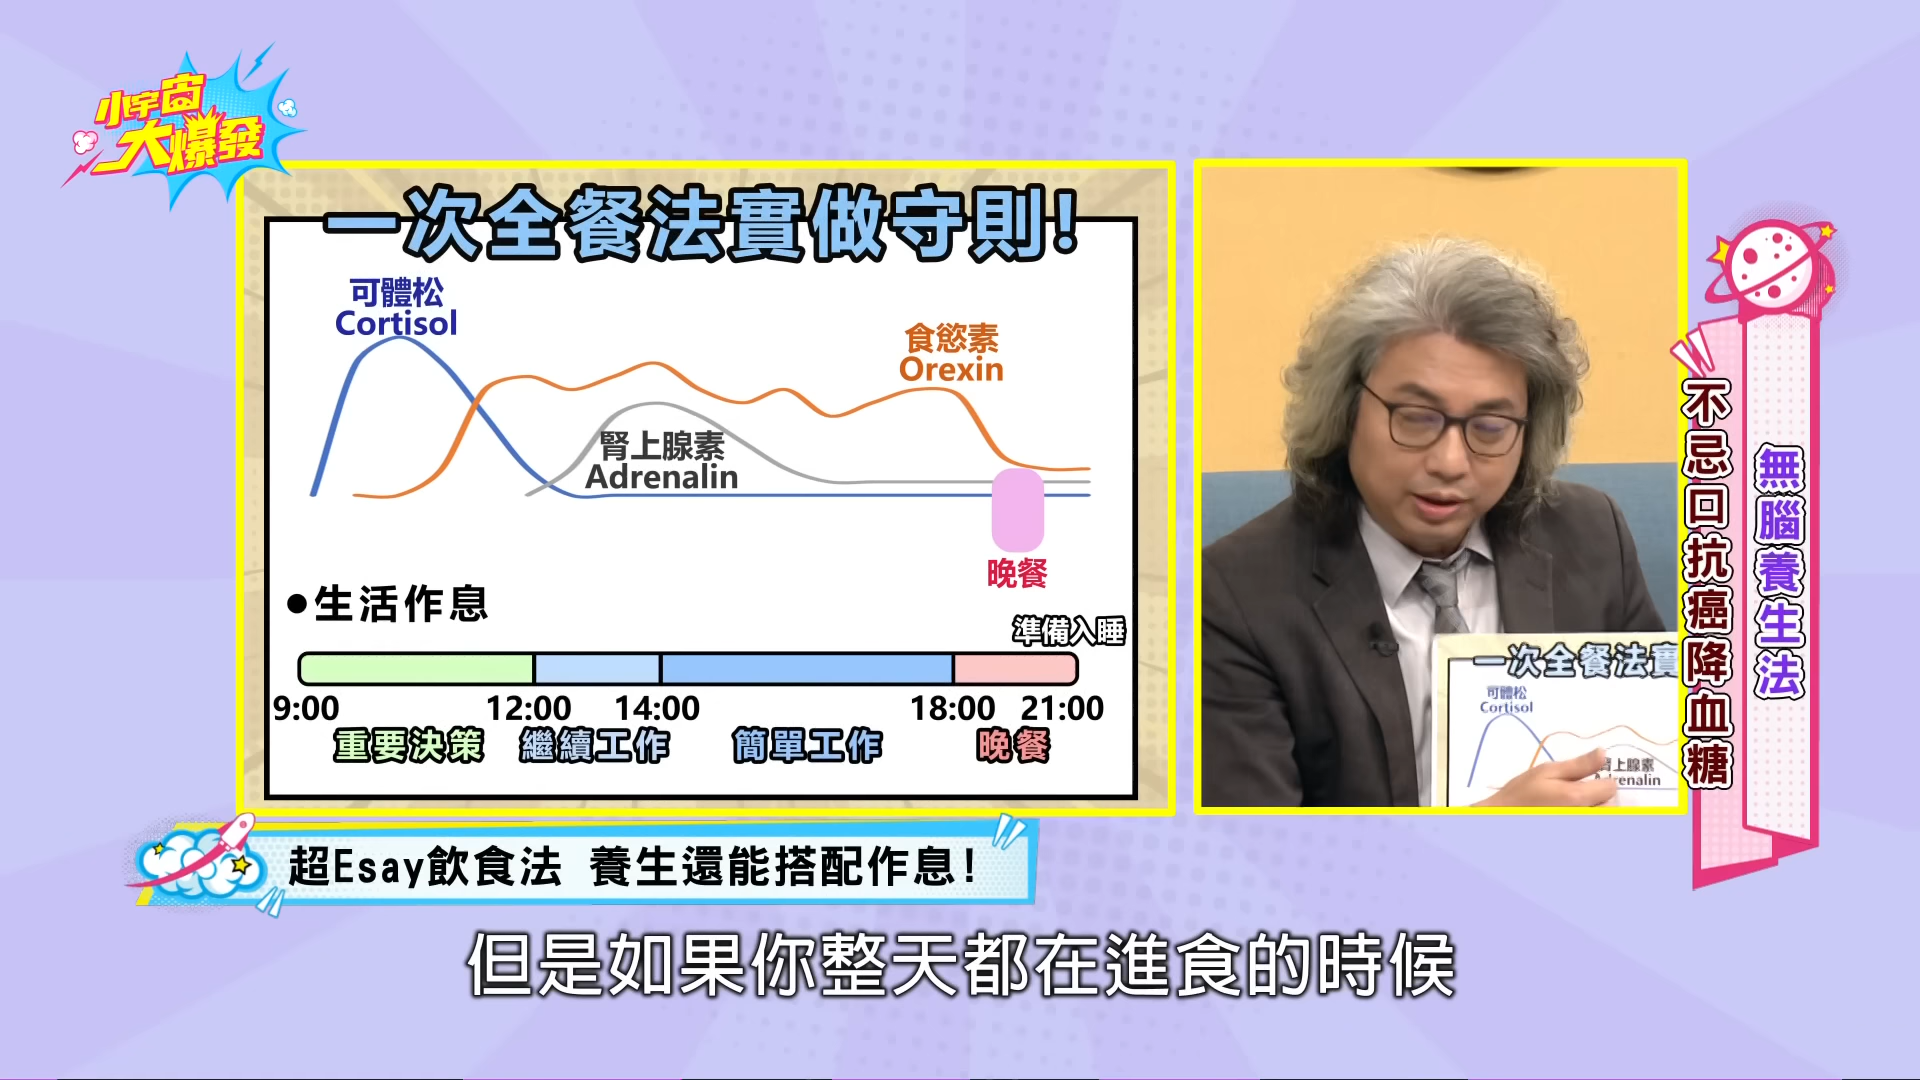 小宇宙
大爆發
一次全餐法實做守則!
可體松
Cortisol
食慾素
Orexin
腎上腺素
Adrenalin
晚餐
●生活作息
準備入睡
9:00 12:00 14:00 18:00 21:00
重要決策 繼續工作 簡單工作 晚餐
一次全餐法實
可體松
Cortisol
腎上腺素
Adrenalin
無腦養生法
不忌口抗癌降血糖
超Esay飲食法 養生還能搭配作息!
但是如果你整天都在進食的時候